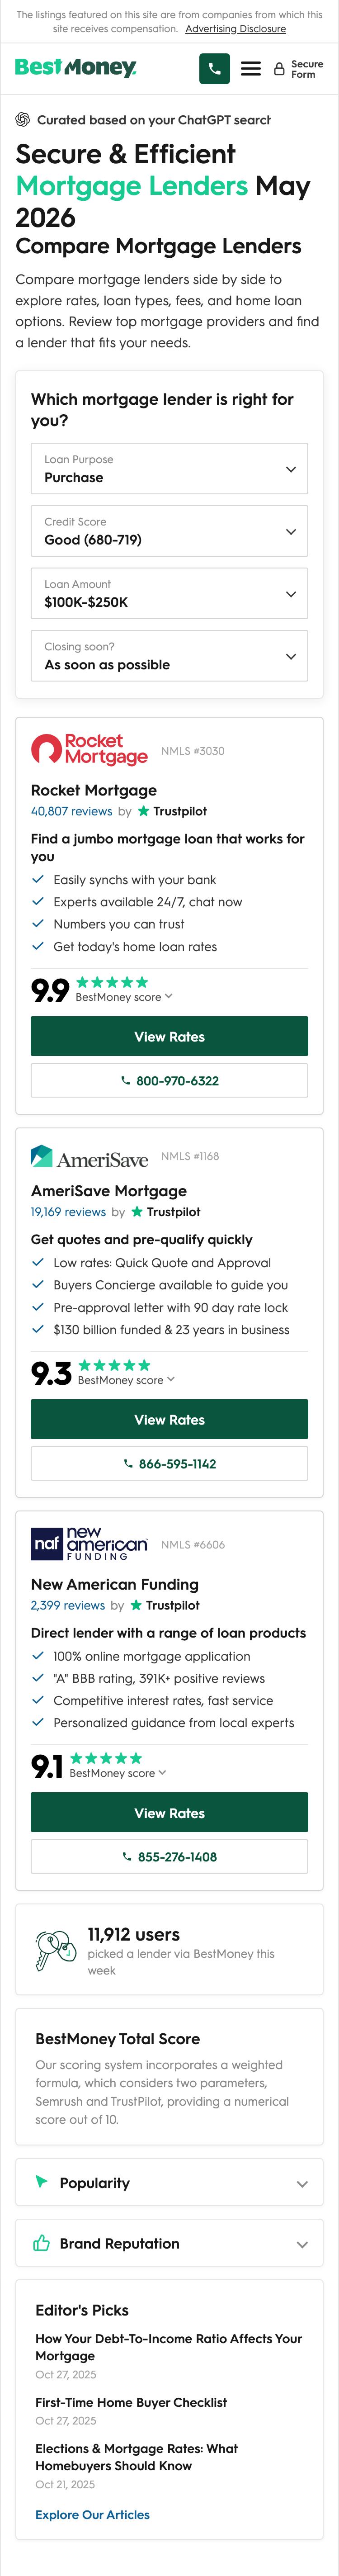 The listings featured on this site are from companies from which this
site receives compensation. Advertising Disclosure
BestMoney.
Secure
Form
Curated based on your ChatGPT search
Secure & Efficient
Mortgage Lenders May
2026
Compare Mortgage Lenders
Compare mortgage lenders side by side to
explore rates, loan types, fees, and home loan
options. Review top mortgage providers and find
a lender that fits your needs.
Which mortgage lender is right for
you?
Loan Purpose
Purchase
Credit Score
Good (680-719)
Loan Amount
$100K-$250K
Closing soon?
As soon as possible
Rocket
Mortgage
NMLS #3030
Rocket Mortgage
40,807 reviews by Trustpilot
Find a jumbo mortgage loan that works for
you
Easily synchs with your bank
Experts available 24/7, chat now
Numbers you can trust
Get today's home loan rates
9.9
BestMoney score
View Rates
800-970-6322
AmeriSave
NMLS #1168
AmeriSave Mortgage
19,169 reviews by Trustpilot
Get quotes and pre-qualify quickly
Low rates: Quick Quote and Approval
Buyers Concierge available to guide you
Pre-approval letter with 90 day rate lock
$130 billion funded & 23 years in business
9.3
BestMoney score
View Rates
866-595-1142
naf
new
american
FUNDING
NMLS #6606
New American Funding
2,399 reviews by Trustpilot
Direct lender with a range of loan products
100% online mortgage application
"A" BBB rating, 391K+ positive reviews
Competitive interest rates, fast service
Personalized guidance from local experts
9.1
BestMoney score
View Rates
855-276-1408
11,912 users
picked a lender via BestMoney this
week
BestMoney Total Score
Our scoring system incorporates a weighted
formula, which considers two parameters,
Semrush and TrustPilot, providing a numerical
score out of 10.
Popularity
Brand Reputation
Editor's Picks
How Your Debt-To-Income Ratio Affects Your
Mortgage
Oct 27, 2025
First-Time Home Buyer Checklist
Oct 27, 2025
Elections & Mortgage Rates: What
Homebuyers Should Know
Oct 21, 2025
Explore Our Articles